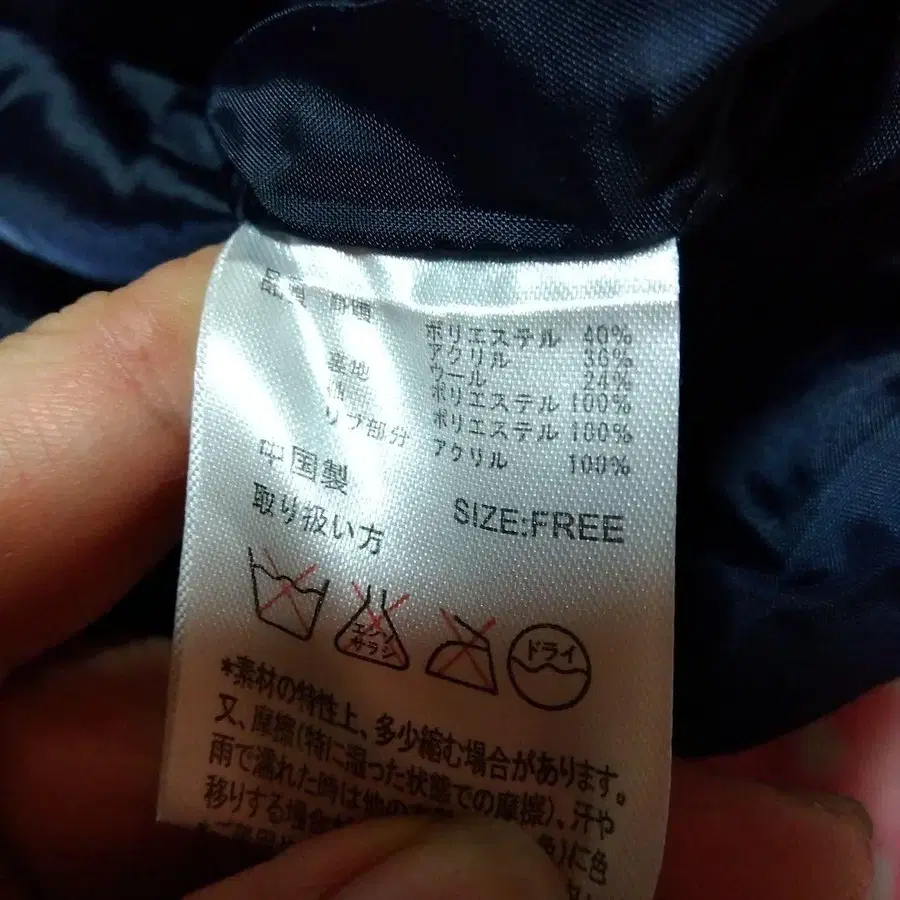 品質
ポリエステル 40%
アクリル 36%
裏地 ウール 24%
ポリエステル 100%
リブ部分 ポリエステル 100%
アクリル 100%
中国製
取り扱い方 SIZE:FREE
エンソ
サラシ
ドライ
*素材の特性上、多少縮む場合があります。
又、摩擦(特に湿った状態での摩擦)、汗や
雨で濡れた時は他の
移りする場合 に色